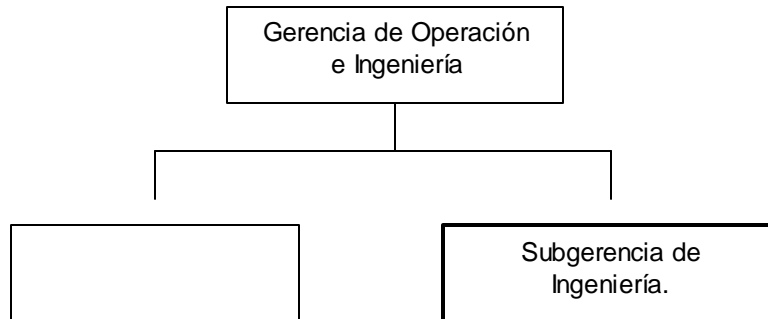 Gerencia de Operación
e Ingeniería
Subgerencia de
Ingeniería.